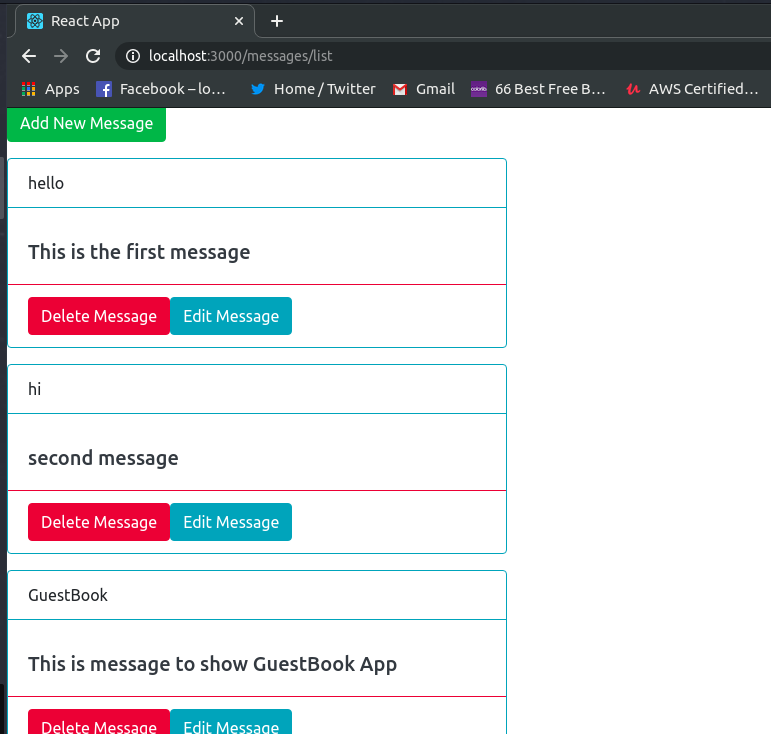 React App
localhost:3000/messages/list
Apps Facebook – lo... Home / Twitter Gmail colorlib 66 Best Free B... AWS Certified...
Add New Message
hello
This is the first message
Delete Message Edit Message
hi
second message
Delete Message Edit Message
GuestBook
This is message to show GuestBook App
Delete Message Edit Message